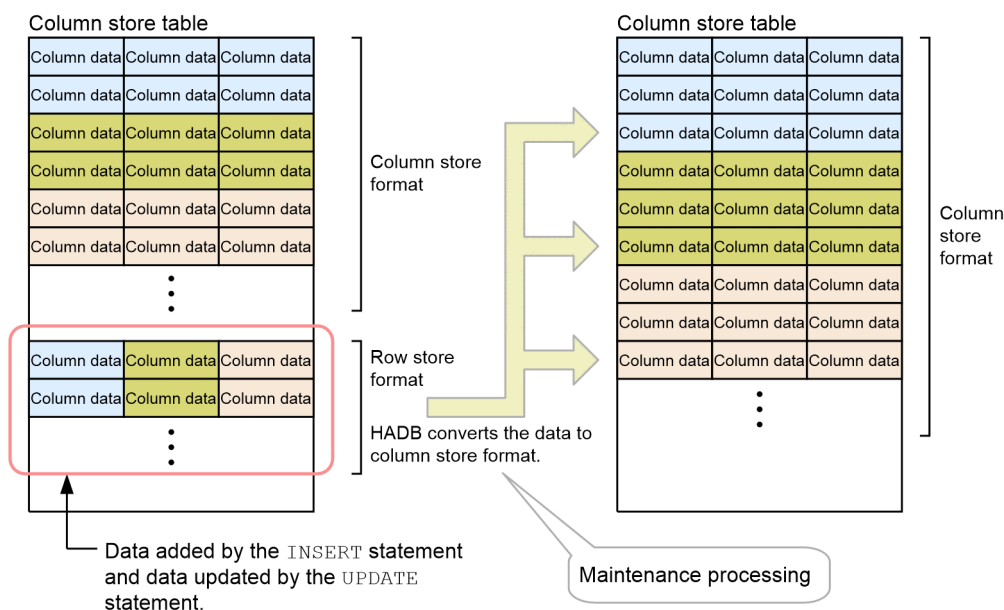 Column store table
Column data Column data Column data
Column data Column data Column data
Column data Column data Column data
Column data Column data Column data
Column data Column data Column data
Column data Column data Column data
Column store
format
Column data Column data Column data
Column data Column data Column data
Row store
format
HADB converts the data to
column store format.
Data added by the INSERT statement
and data updated by the UPDATE
statement.
Maintenance processing
Column store table
Column data Column data Column data
Column data Column data Column data
Column data Column data Column data
Column data Column data Column data
Column data Column data Column data
Column data Column data Column data
Column data Column data Column data
Column data Column data Column data
Column data Column data Column data
Column
store
format